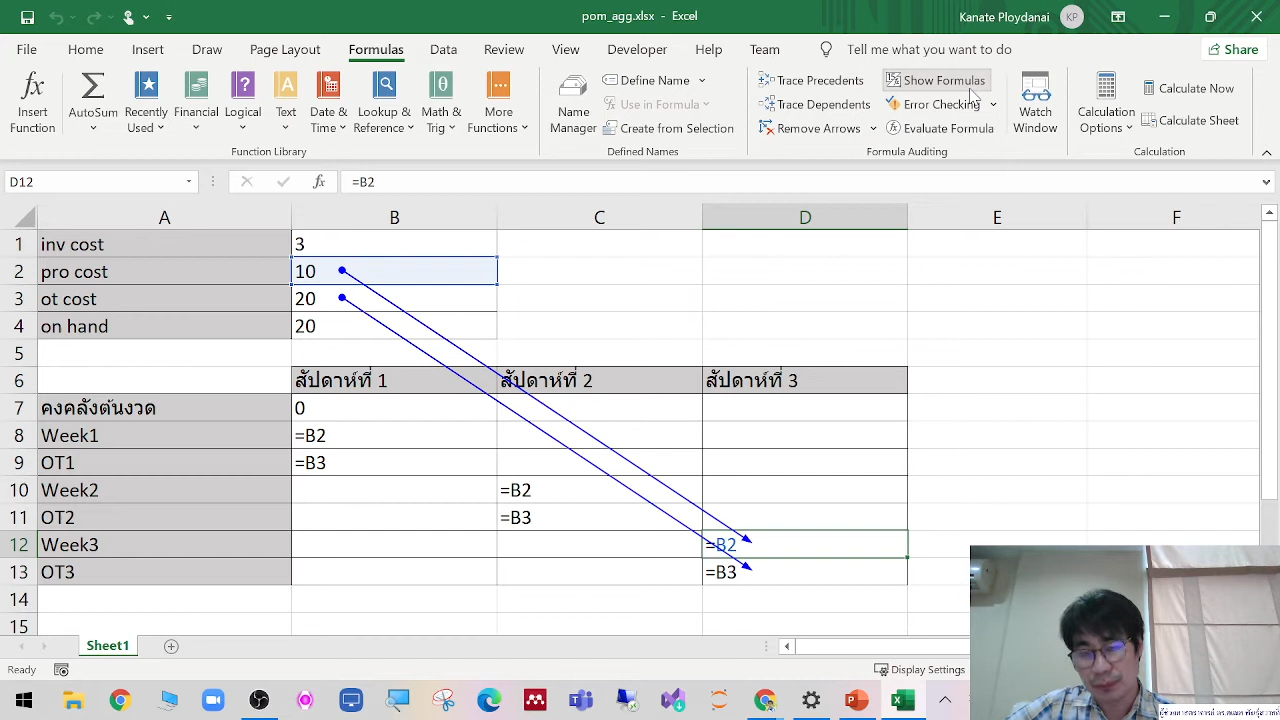 pom_agg.xlsx - Excel
Kanate Ploydanai KP
File Home Insert Draw Page Layout Formulas Data Review View Developer Help Team Tell me what you want to do Share
Insert Function
AutoSum
Recently Used
Financial
Logical
Text
Date & Time
Lookup & Reference
Math & Trig
More Functions
Function Library
Name Manager
Define Name
Use in Formula
Create from Selection
Defined Names
Trace Precedents
Trace Dependents
Remove Arrows
Show Formulas
Error Checking
Evaluate Formula
Formula Auditing
Watch Window
Calculation Options
Calculate Now
Calculate Sheet
Calculation
D12 fx =B2
A B C D E F
1 inv cost 3
2 pro cost 10
3 ot cost 20
4 on hand 20
5
6 สัปดาห์ที่ 1 สัปดาห์ที่ 2 สัปดาห์ที่ 3
7 คงคลังต้นงวด 0
8 Week1 =B2
9 OT1 =B3
10 Week2 =B2
11 OT2 =B3
12 Week3 =B2
13 OT3 =B3
14
15
Sheet1
Ready Display Settings